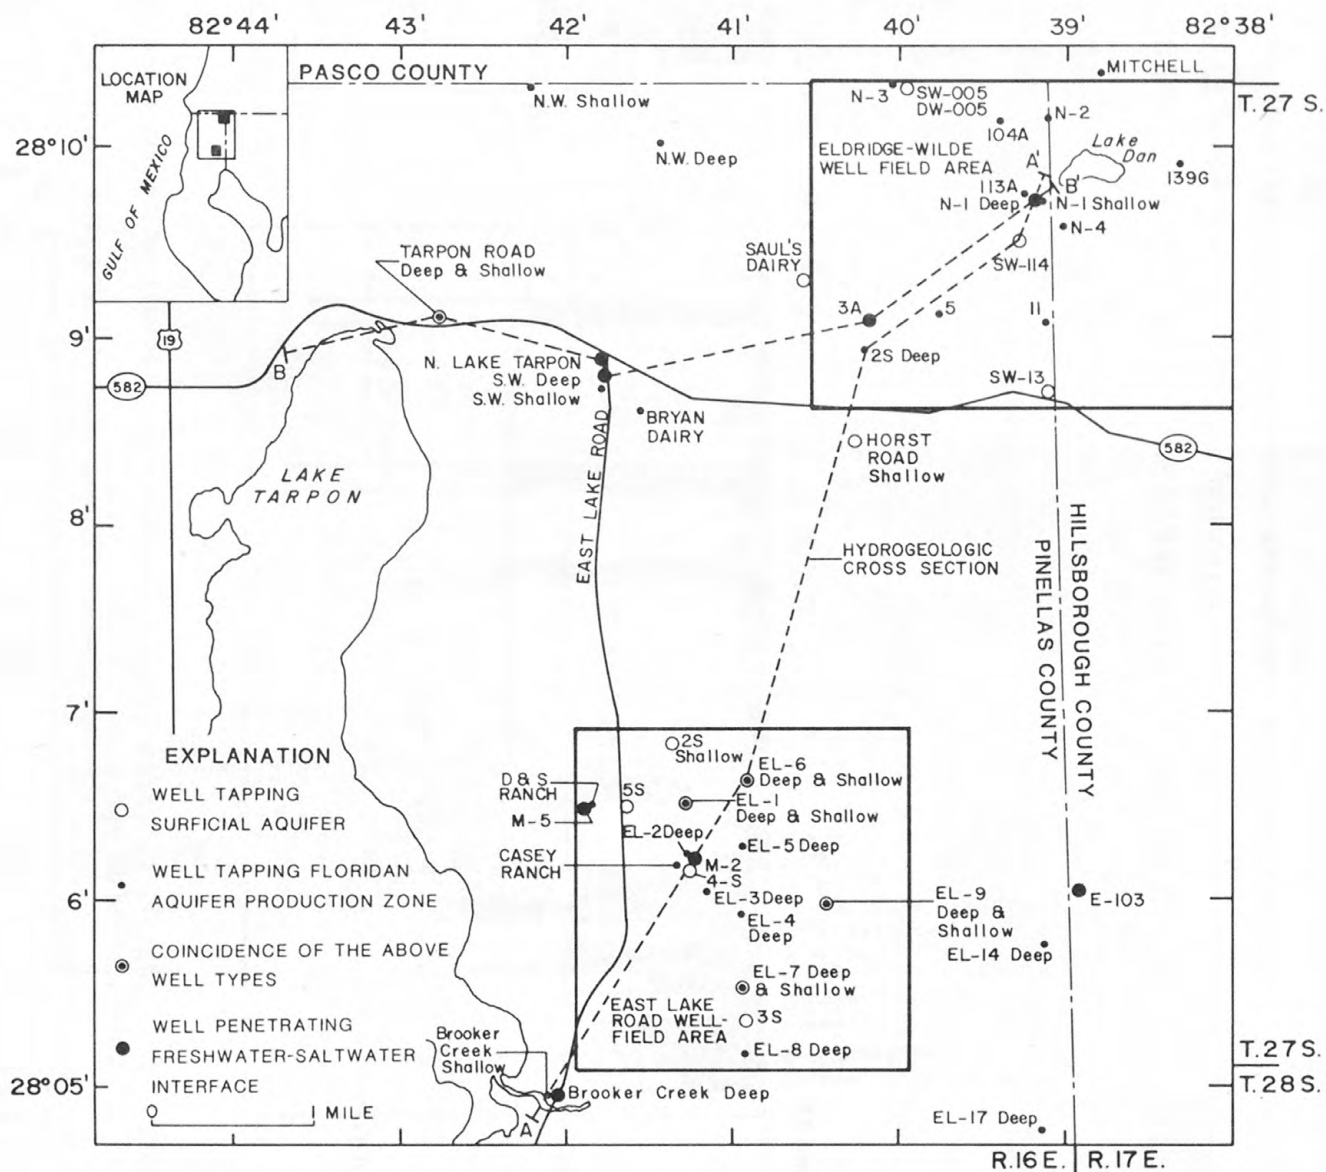 82°44' 43' 42' 41' 40' 39' 82°38'
LOCATION
MAP
GULF OF MEXICO
PASCO COUNTY
MITCHELL
T. 27 S.
N.W. Shallow
N-3
SW-005
DW-005
104A
N-2
Lake
Dan
28°10'
N.W. Deep
ELDRIDGE-WILDE
WELL FIELD AREA
A'
B'
139G
113A
N-1 Deep
N-1 Shallow
N-4
TARPON ROAD
Deep & Shallow
SAUL'S
DAIRY
SW-114
3A
5
11
9'
19
B
N. LAKE TARPON
S.W. Deep
S.W. Shallow
2S Deep
SW-13
582
BRYAN
DAIRY
HORST
ROAD
Shallow
582
EAST LAKE ROAD
LAKE
TARPON
8'
HYDROGEOLOGIC
CROSS SECTION
PINELLAS COUNTY
HILLSBOROUGH COUNTY
7'
2S
Shallow
EL-6
Deep & Shallow
D & S
RANCH
M-5
5S
EL-1
Deep & Shallow
EL-2 Deep
EL-5 Deep
CASEY
RANCH
M-2
4-S
EL-3 Deep
EL-4
Deep
EL-9
Deep &
Shallow
E-103
6'
EL-14 Deep
EL-7 Deep
& Shallow
EAST LAKE
ROAD WELL-
FIELD AREA
3S
EL-8 Deep
Brooker
Creek
Shallow
Brooker Creek Deep
A
28°05'
T. 27 S.
T. 28 S.
EL-17 Deep
R.16 E. R.17 E.
EXPLANATION
WELL TAPPING
SURFICIAL AQUIFER
WELL TAPPING FLORIDAN
AQUIFER PRODUCTION ZONE
COINCIDENCE OF THE ABOVE
WELL TYPES
WELL PENETRATING
FRESHWATER-SALTWATER
INTERFACE
0 1 MILE